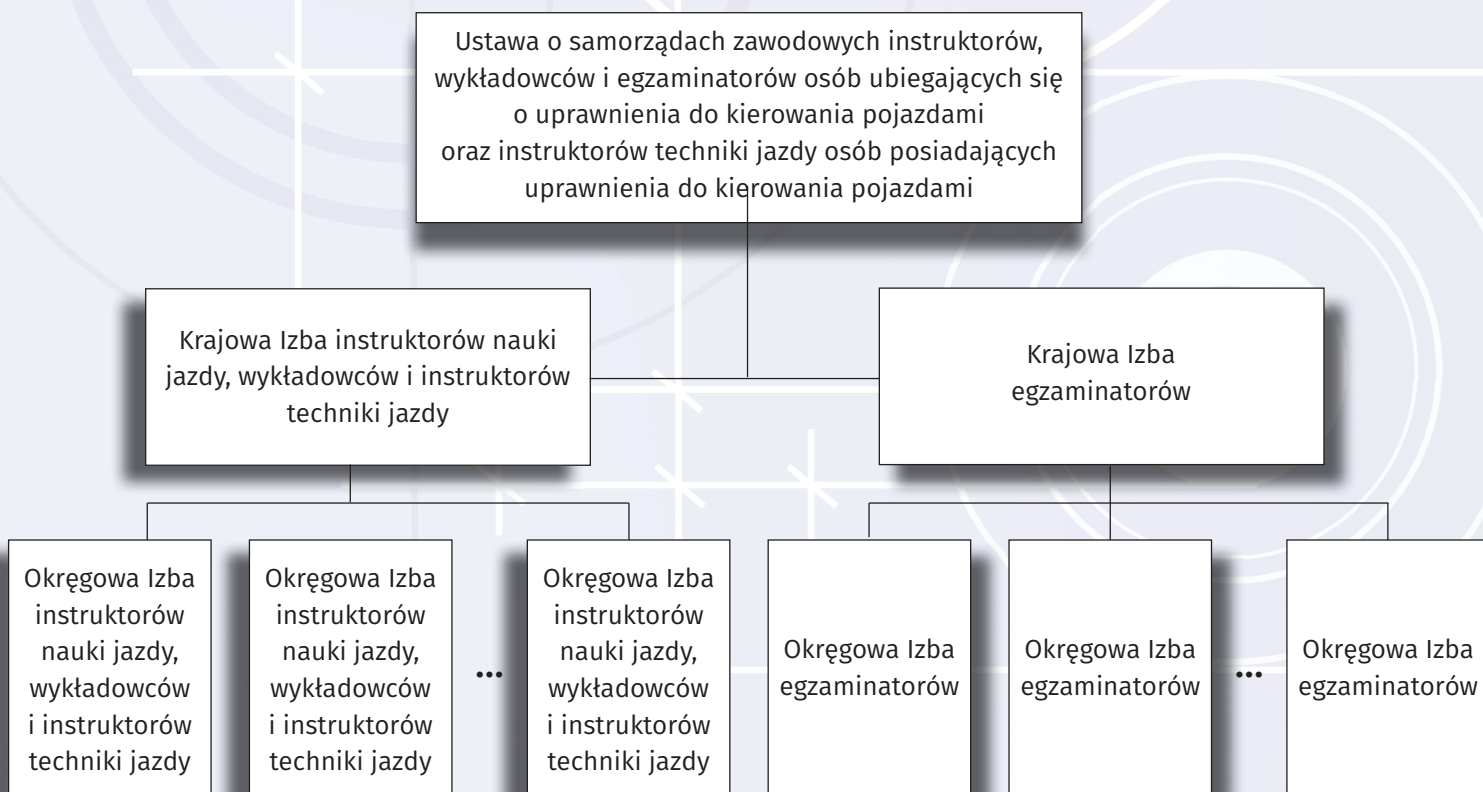 Ustawa o samorządach zawodowych instruktorów,
wykładowców i egzaminatorów osób ubiegających się
o uprawnienia do kierowania pojazdami
oraz instruktorów techniki jazdy osób posiadających
uprawnienia do kierowania pojazdami
Krajowa Izba instruktorów nauki
jazdy, wykładowców i instruktorów
techniki jazdy
Krajowa Izba
egzaminatorów
Okręgowa Izba
instruktorów
nauki jazdy,
wykładowców
i instruktorów
techniki jazdy
Okręgowa Izba
instruktorów
nauki jazdy,
wykładowców
i instruktorów
techniki jazdy
...
Okręgowa Izba
instruktorów
nauki jazdy,
wykładowców
i instruktorów
techniki jazdy
Okręgowa Izba
egzaminatorów
Okręgowa Izba
egzaminatorów
...
Okręgowa Izba
egzaminatorów